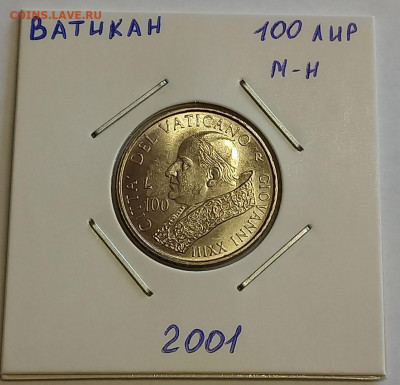 COINS.LAVE.RU
ВАТИКАН
100 ЛИР
М-Н
CITTA' DEL VATICANO GIOVANNI XXIII
L.
100
2001